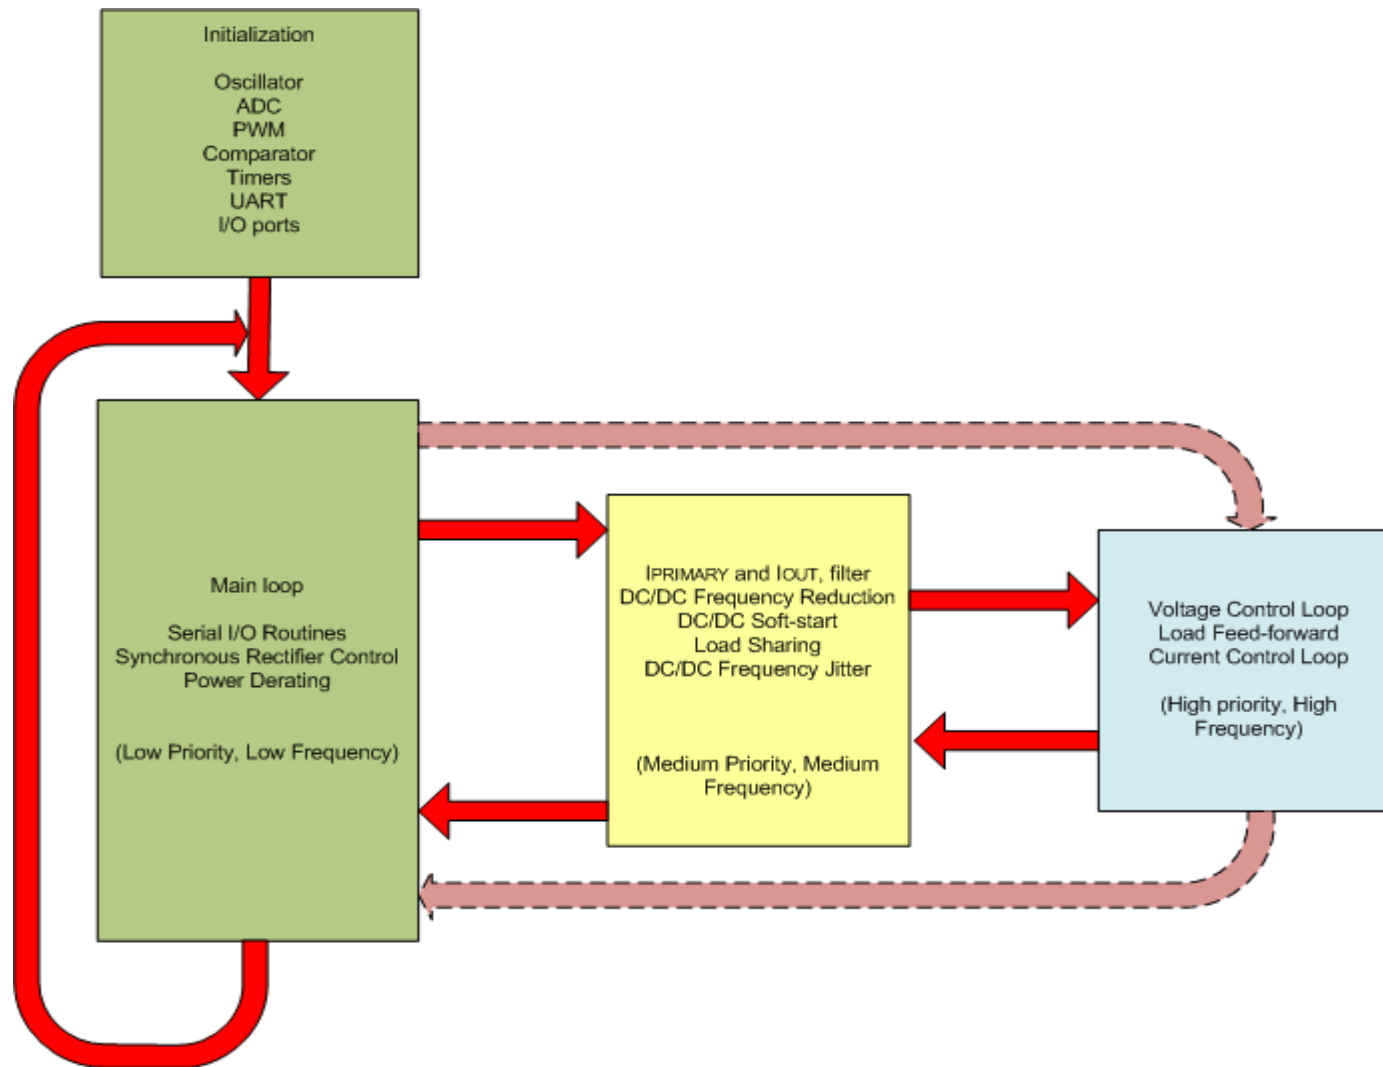 Initialization
Oscillator
ADC
PWM
Comparator
Timers
UART
I/O ports
Main loop
Serial I/O Routines
Synchronous Rectifier Control
Power Derating
(Low Priority, Low Frequency)
IPRIMARY and IOUT, filter
DC/DC Frequency Reduction
DC/DC Soft-start
Load Sharing
DC/DC Frequency Jitter
(Medium Priority, Medium
Frequency)
Voltage Control Loop
Load Feed-forward
Current Control Loop
(High priority, High
Frequency)